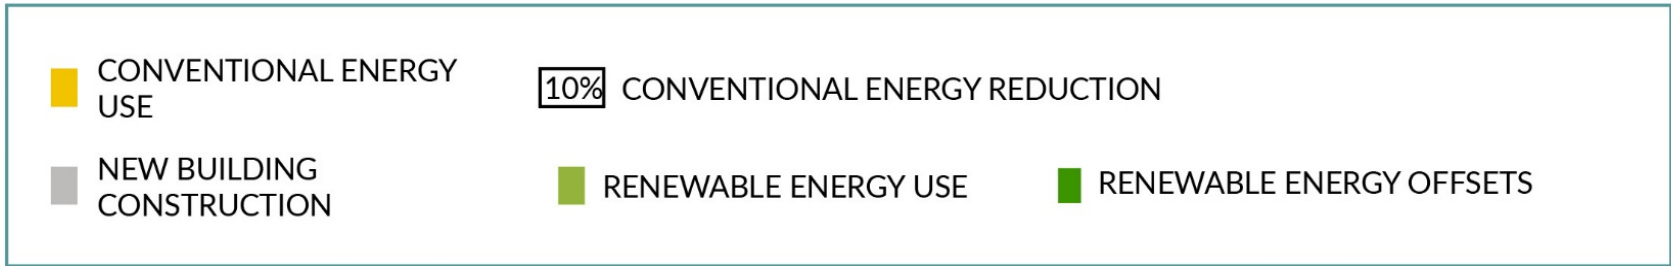 CONVENTIONAL ENERGY
USE
10% CONVENTIONAL ENERGY REDUCTION
NEW BUILDING
CONSTRUCTION
RENEWABLE ENERGY USE
RENEWABLE ENERGY OFFSETS